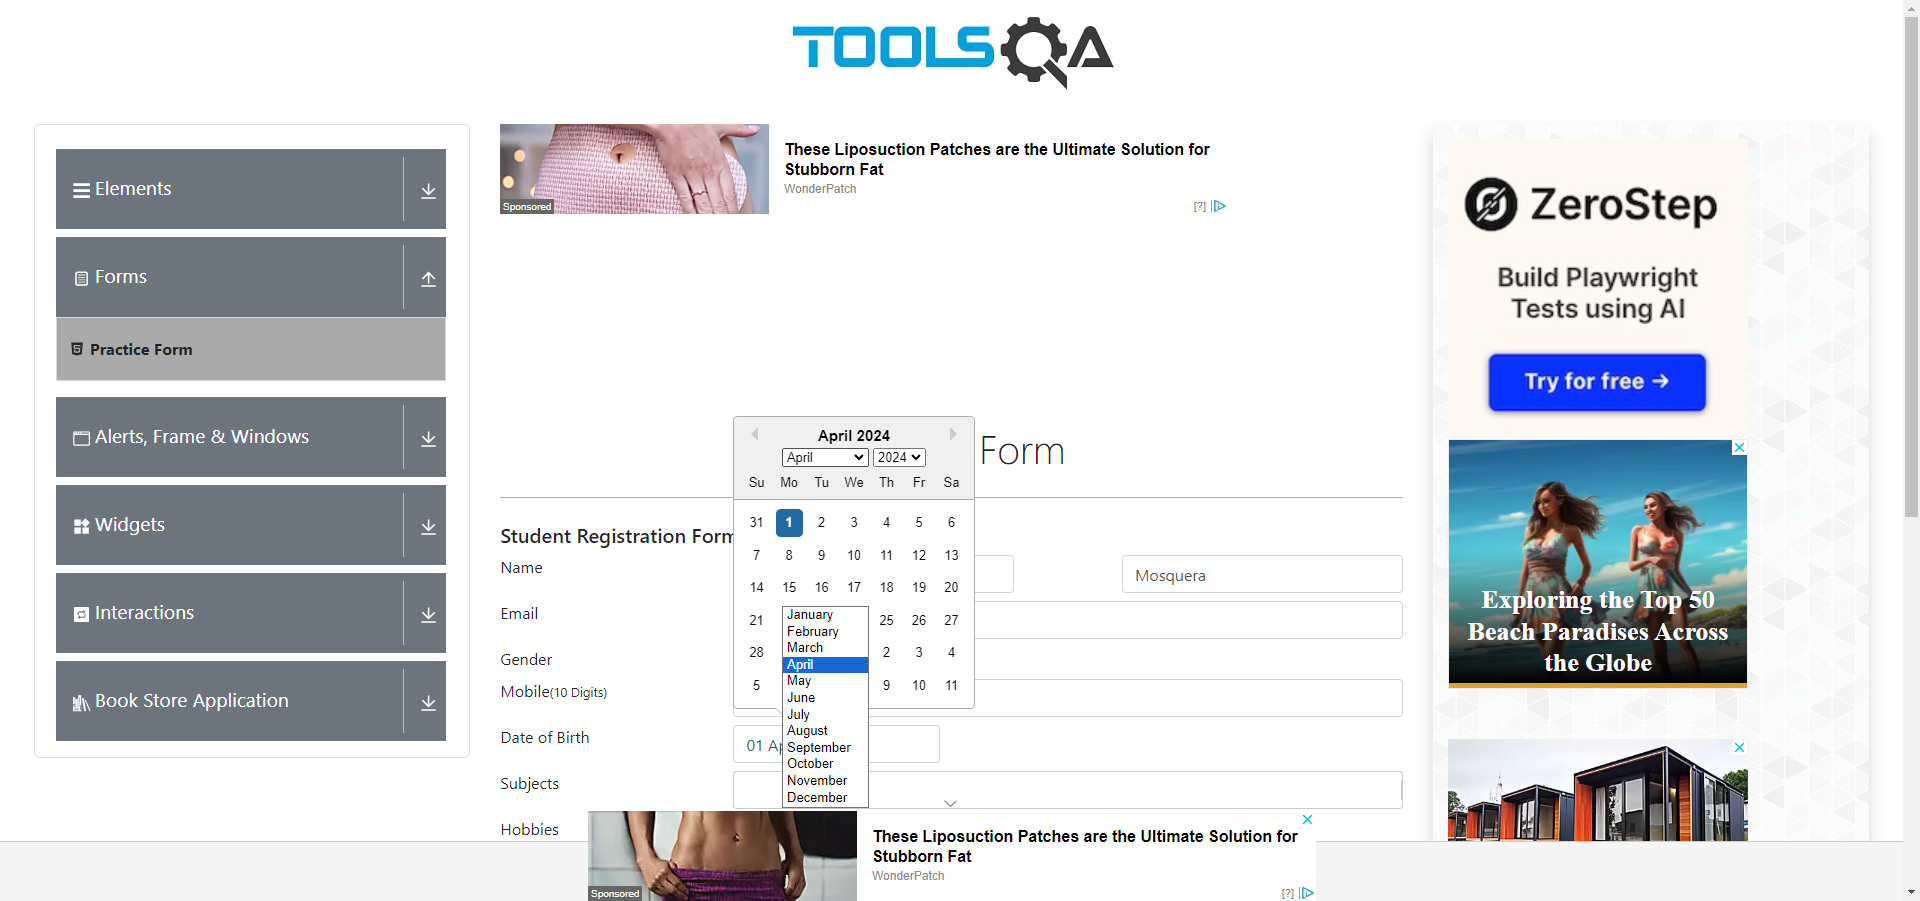 TOOLSQA
Elements
Forms
Practice Form
Alerts, Frame & Windows
Widgets
Interactions
Book Store Application
Sponsored
These Liposuction Patches are the Ultimate Solution for
Stubborn Fat
WonderPatch
[?]
Form
April 2024
April 2024
Su Mo Tu We Th Fr Sa
31 1 2 3 4 5 6
7 8 9 10 11 12 13
14 15 16 17 18 19 20
21 25 26 27
28 2 3 4
5 9 10 11
January
February
March
April
May
June
July
August
September
October
November
December
Student Registration Form
Name
Mosquera
Email
Gender
Mobile(10 Digits)
Date of Birth
01 Ap
Subjects
Hobbies
Sponsored
These Liposuction Patches are the Ultimate Solution for
Stubborn Fat
WonderPatch
[?]
ZeroStep
Build Playwright
Tests using AI
Try for free →
Exploring the Top 50
Beach Paradises Across
the Globe